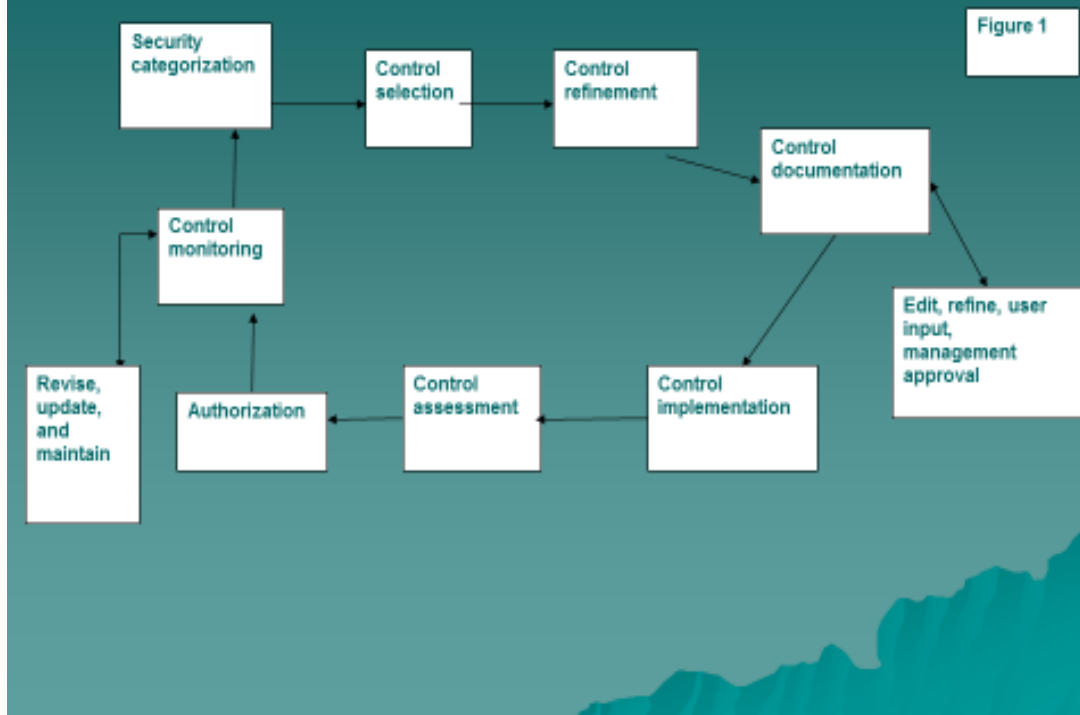 Figure 1
Security
categorization
Control
selection
Control
refinement
Control
documentation
Control
monitoring
Edit, refine, user
input,
management
approval
Revise,
update,
and
maintain
Authorization
Control
assessment
Control
implementation